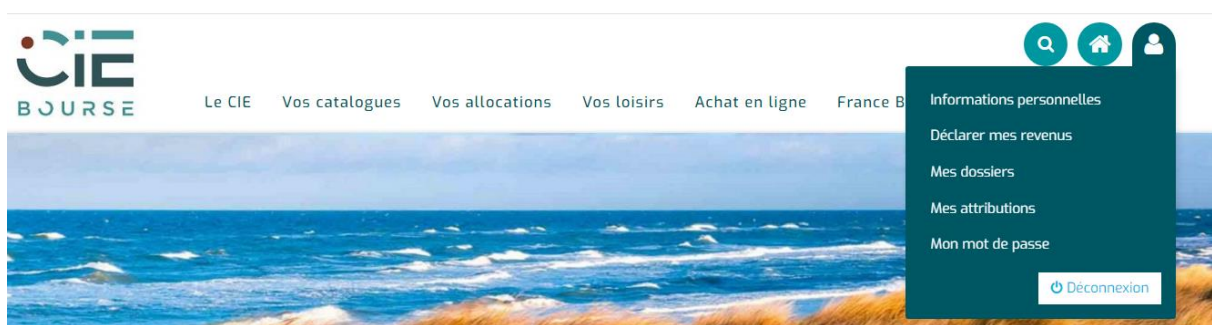 CiE
BOURSE
Le CIE Vos catalogues Vos allocations Vos loisirs Achat en ligne France B
Informations personnelles
Déclarer mes revenus
Mes dossiers
Mes attributions
Mon mot de passe
Déconnexion